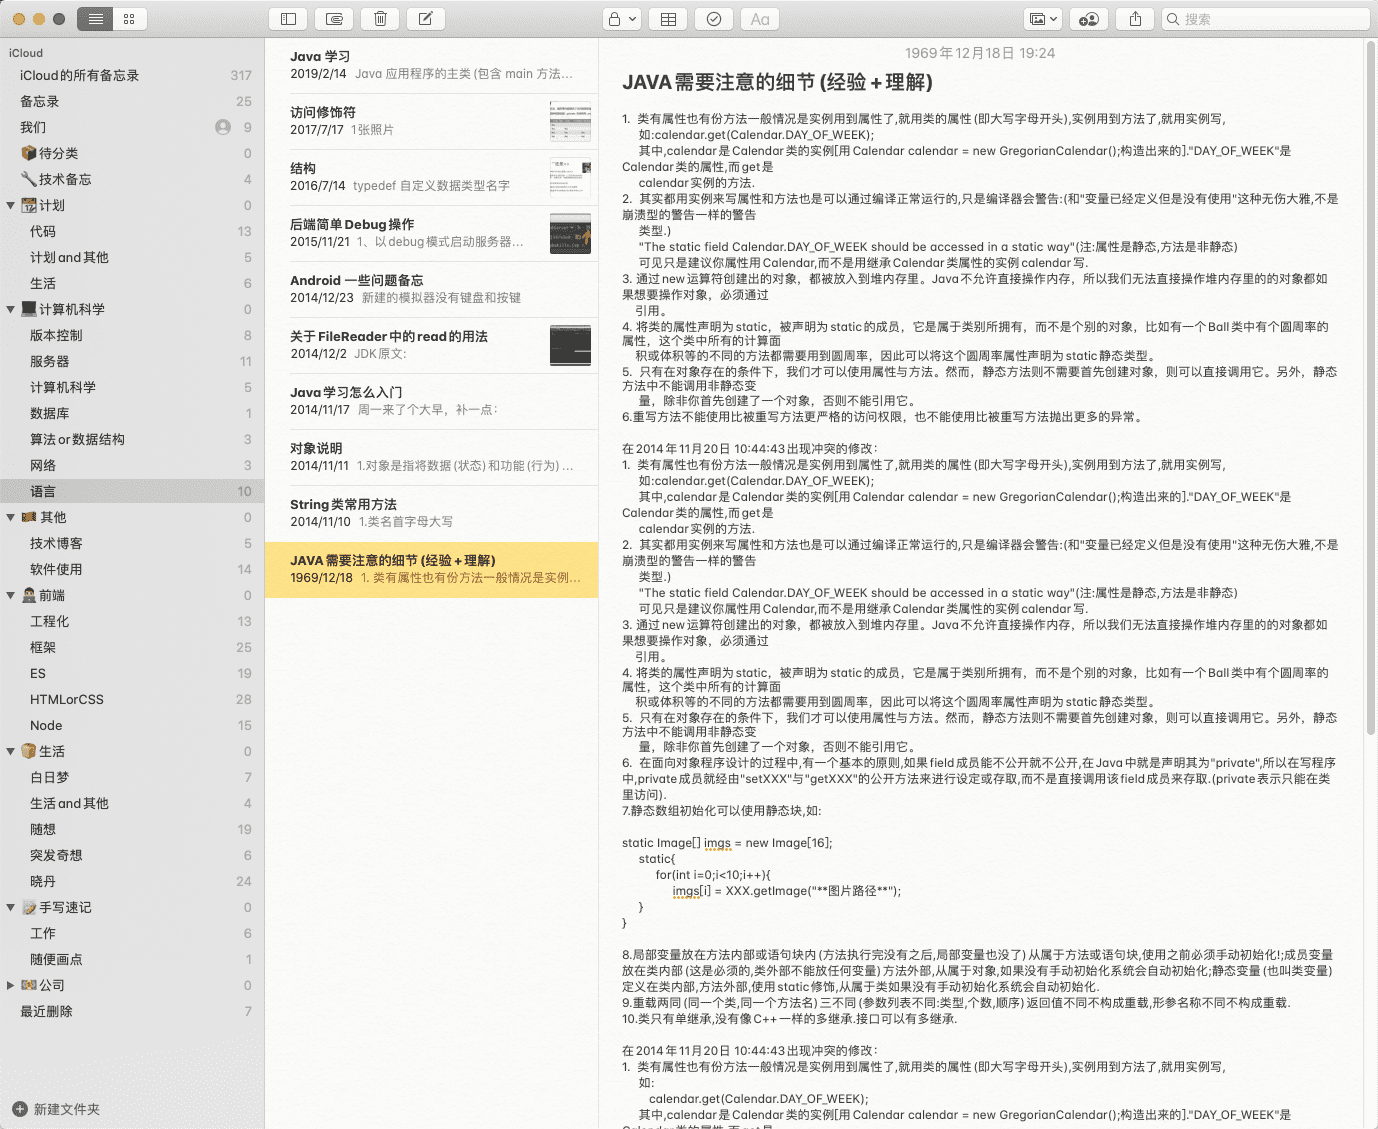 搜索
iCloud
iCloud的所有备忘录 317
备忘录 25
我们 9
待分类 0
技术备忘 4
计划 0
代码 13
计划and其他 5
生活 6
计算机科学 0
版本控制 8
服务器 11
计算机科学 5
数据库 1
算法or数据结构 3
网络 3
语言 10
其他 0
技术博客 5
软件使用 14
前端 0
工程化 13
框架 25
ES 19
HTMLorCSS 28
Node 15
生活 0
白日梦 7
生活and其他 4
随想 19
突发奇想 6
晓丹 24
手写速记 0
工作 6
随便画点 1
公司 0
最近删除 7
新建文件夹
Java 学习
2019/2/14 Java 应用程序的主类(包含 main 方法...
访问修饰符
2017/7/17 1张照片
结构
2016/7/14 typedef 自定义数据类型名字
后端简单Debug操作
2015/11/21 1、以debug模式启动服务器...
Android 一些问题备忘
2014/12/23 新建的模拟器没有键盘和按键
关于FileReader中的read的用法
2014/12/2 JDK原文:
Java学习怎么入门
2014/11/17 周一来了个大早，补一点：
对象说明
2014/11/11 1.对象是指将数据(状态)和功能(行为)...
String类常用方法
2014/11/10 1.类名首字母大写
JAVA需要注意的细节(经验+理解)
1969/12/18 1. 类有属性也有份方法一般情况是实例...
Aa
1969年12月18日 19:24
JAVA需要注意的细节(经验+理解)
1. 类有属性也有份方法一般情况是实例用到属性了,就用类的属性(即大写字母开头),实例用到方法了,就用实例写,
如:calendar.get(Calendar.DAY_OF_WEEK);
其中,calendar是Calendar类的实例[用Calendar calendar = new GregorianCalendar();构造出来的]."DAY_OF_WEEK"是
Calendar类的属性,而get是
calendar实例的方法.
2. 其实都用实例来写属性和方法也是可以通过编译正常运行的,只是编译器会警告:(和"变量已经定义但是没有使用"这种无伤大雅,不是
崩溃型的警告一样的警告
类型.)
"The static field Calendar.DAY_OF_WEEK should be accessed in a static way"(注:属性是静态,方法是非静态)
可见只是建议你属性用Calendar,而不是用继承Calendar类属性的实例calendar写.
3. 通过new运算符创建出的对象，都被放入到堆内存里。Java不允许直接操作内存，所以我们无法直接操作堆内存里的的对象都如
果想要操作对象，必须通过
引用。
4. 将类的属性声明为static，被声明为static的成员，它是属于类别所拥有，而不是个别的对象，比如有一个Ball类中有个圆周率的
属性，这个类中所有的计算面
积或体积等的不同的方法都需要用到圆周率，因此可以将这个圆周率属性声明为static静态类型。
5. 只有在对象存在的条件下，我们才可以使用属性与方法。然而，静态方法则不需要首先创建对象，则可以直接调用它。另外，静态
方法中不能调用非静态变
量，除非你首先创建了一个对象，否则不能引用它。
6.重写方法不能使用比被重写方法更严格的访问权限，也不能使用比被重写方法抛出更多的异常。
在2014年11月20日 10:44:43出现冲突的修改：
1. 类有属性也有份方法一般情况是实例用到属性了,就用类的属性(即大写字母开头),实例用到方法了,就用实例写,
如:calendar.get(Calendar.DAY_OF_WEEK);
其中,calendar是Calendar类的实例[用Calendar calendar = new GregorianCalendar();构造出来的]."DAY_OF_WEEK"是
Calendar类的属性,而get是
calendar实例的方法.
2. 其实都用实例来写属性和方法也是可以通过编译正常运行的,只是编译器会警告:(和"变量已经定义但是没有使用"这种无伤大雅,不是
崩溃型的警告一样的警告
类型.)
"The static field Calendar.DAY_OF_WEEK should be accessed in a static way"(注:属性是静态,方法是非静态)
可见只是建议你属性用Calendar,而不是用继承Calendar类属性的实例calendar写.
3. 通过new运算符创建出的对象，都被放入到堆内存里。Java不允许直接操作内存，所以我们无法直接操作堆内存里的的对象都如
果想要操作对象，必须通过
引用。
4. 将类的属性声明为static，被声明为static的成员，它是属于类别所拥有，而不是个别的对象，比如有一个Ball类中有个圆周率的
属性，这个类中所有的计算面
积或体积等的不同的方法都需要用到圆周率，因此可以将这个圆周率属性声明为static静态类型。
5. 只有在对象存在的条件下，我们才可以使用属性与方法。然而，静态方法则不需要首先创建对象，则可以直接调用它。另外，静态
方法中不能调用非静态变
量，除非你首先创建了一个对象，否则不能引用它。
6. 在面向对象程序设计的过程中,有一个基本的原则,如果field成员能不公开就不公开,在Java中就是声明其为"private",所以在写程序
中,private成员就经由"setXXX"与"getXXX"的公开方法来进行设定或存取,而不是直接调用该field成员来存取.(private表示只能在类
里访问).
7.静态数组初始化可以使用静态块,如:
static Image[] imgs = new Image[16];
static{
for(int i=0;i<10;i++){
imgs[i] = XXX.getImage("**图片路径**");
}
}
8.局部变量放在方法内部或语句块内(方法执行完没有之后,局部变量也没了)从属于方法或语句块,使用之前必须手动初始化!;成员变量
放在类内部(这是必须的,类外部不能放任何变量)方法外部,从属于对象,如果没有手动初始化系统会自动初始化;静态变量(也叫类变量)
定义在类内部,方法外部,使用static修饰,从属于类如果没有手动初始化系统会自动初始化.
9.重载两同(同一个类,同一个方法名)三不同(参数列表不同:类型,个数,顺序)返回值不同不构成重载,形参名称不同不构成重载.
10.类只有单继承,没有像C++一样的多继承.接口可以有多继承.
在2014年11月20日 10:44:43出现冲突的修改：
1. 类有属性也有份方法一般情况是实例用到属性了,就用类的属性(即大写字母开头),实例用到方法了,就用实例写,
如:
calendar.get(Calendar.DAY_OF_WEEK);
其中,calendar是Calendar类的实例[用Calendar calendar = new GregorianCalendar();构造出来的]."DAY_OF_WEEK"是